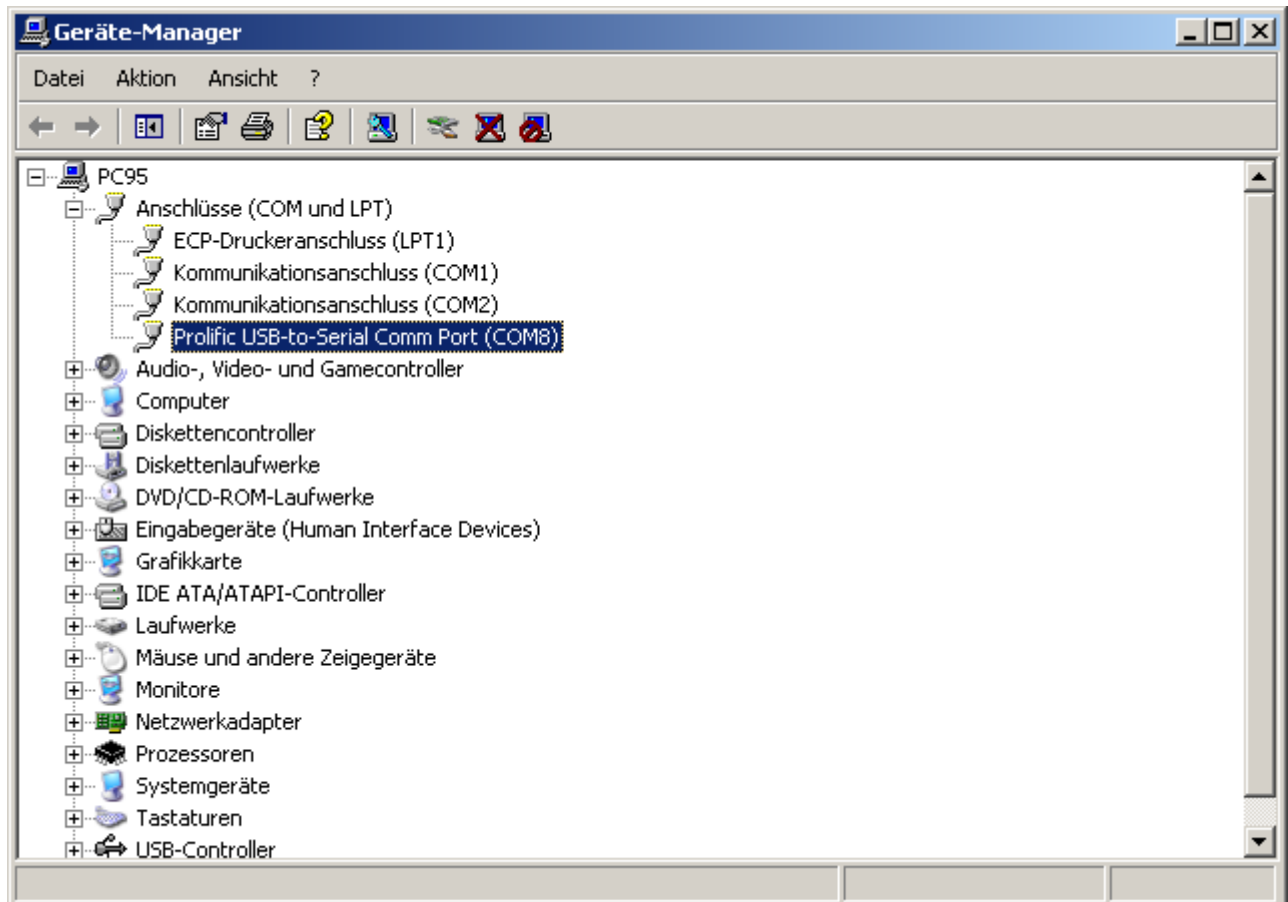 Geräte-Manager
Datei Aktion Ansicht ?
PC95
Anschlüsse (COM und LPT)
ECP-Druckeranschluss (LPT1)
Kommunikationsanschluss (COM1)
Kommunikationsanschluss (COM2)
Prolific USB-to-Serial Comm Port (COM8)
Audio-, Video- und Gamecontroller
Computer
Diskettencontroller
Diskettenlaufwerke
DVD/CD-ROM-Laufwerke
Eingabegeräte (Human Interface Devices)
Grafikkarte
IDE ATA/ATAPI-Controller
Laufwerke
Mäuse und andere Zeigegeräte
Monitore
Netzwerkadapter
Prozessoren
Systemgeräte
Tastaturen
USB-Controller